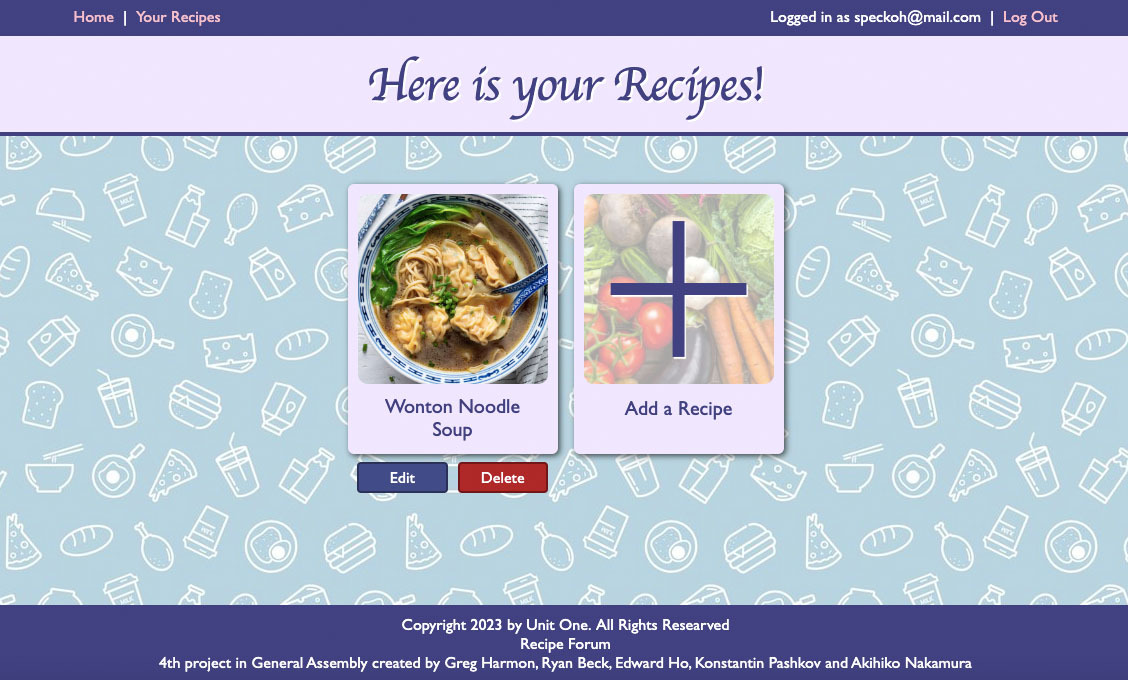 Home | Your Recipes
Logged in as speckoh@mail.com | Log Out
Here is your Recipes!
Wonton Noodle
Soup
Add a Recipe
Edit
Delete
Copyright 2023 by Unit One. All Rights Researved
Recipe Forum
4th project in General Assembly created by Greg Harmon, Ryan Beck, Edward Ho, Konstantin Pashkov and Akihiko Nakamura